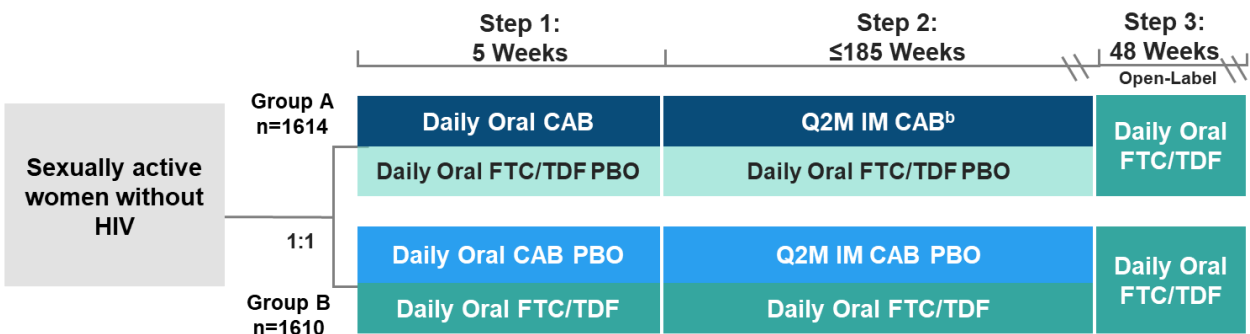 Step 1:
5 Weeks
Step 2:
≤185 Weeks
Step 3:
48 Weeks
Open-Label
Group A
n=1614
Daily Oral CAB
Q2M IM CABᵇ
Daily Oral
FTC/TDF
Daily Oral FTC/TDF PBO
Daily Oral FTC/TDF PBO
Sexually active
women without
HIV
1:1
Daily Oral CAB PBO
Q2M IM CAB PBO
Daily Oral
FTC/TDF
Group B
n=1610
Daily Oral FTC/TDF
Daily Oral FTC/TDF